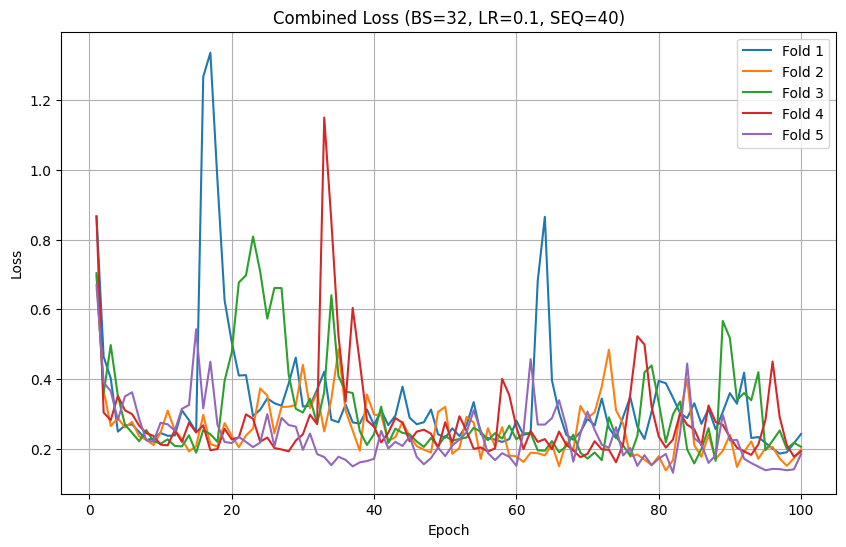 Combined Loss (BS=32, LR=0.1, SEQ=40)
Fold 1
Fold 2
Fold 3
Fold 4
Fold 5
1.2
1.0
0.8
0.6
0.4
0.2
Loss
0 20 40 60 80 100
Epoch